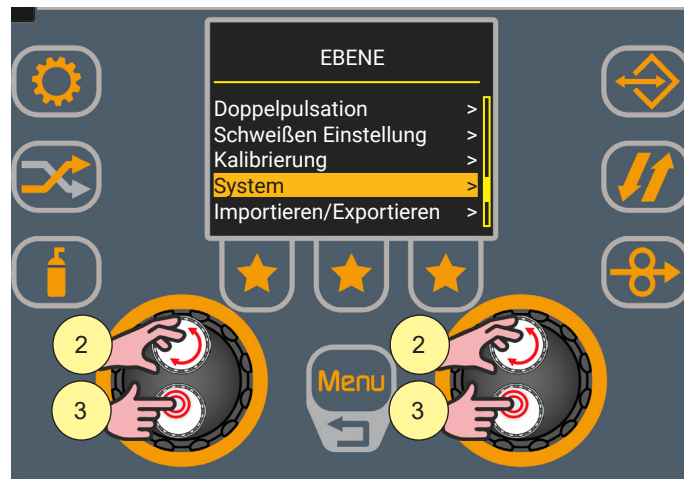 EBENE
Doppelpulsation >
Schweißen Einstellung >
Kalibrierung >
System >
Importieren/Exportieren >
2
2
3
3
Menu